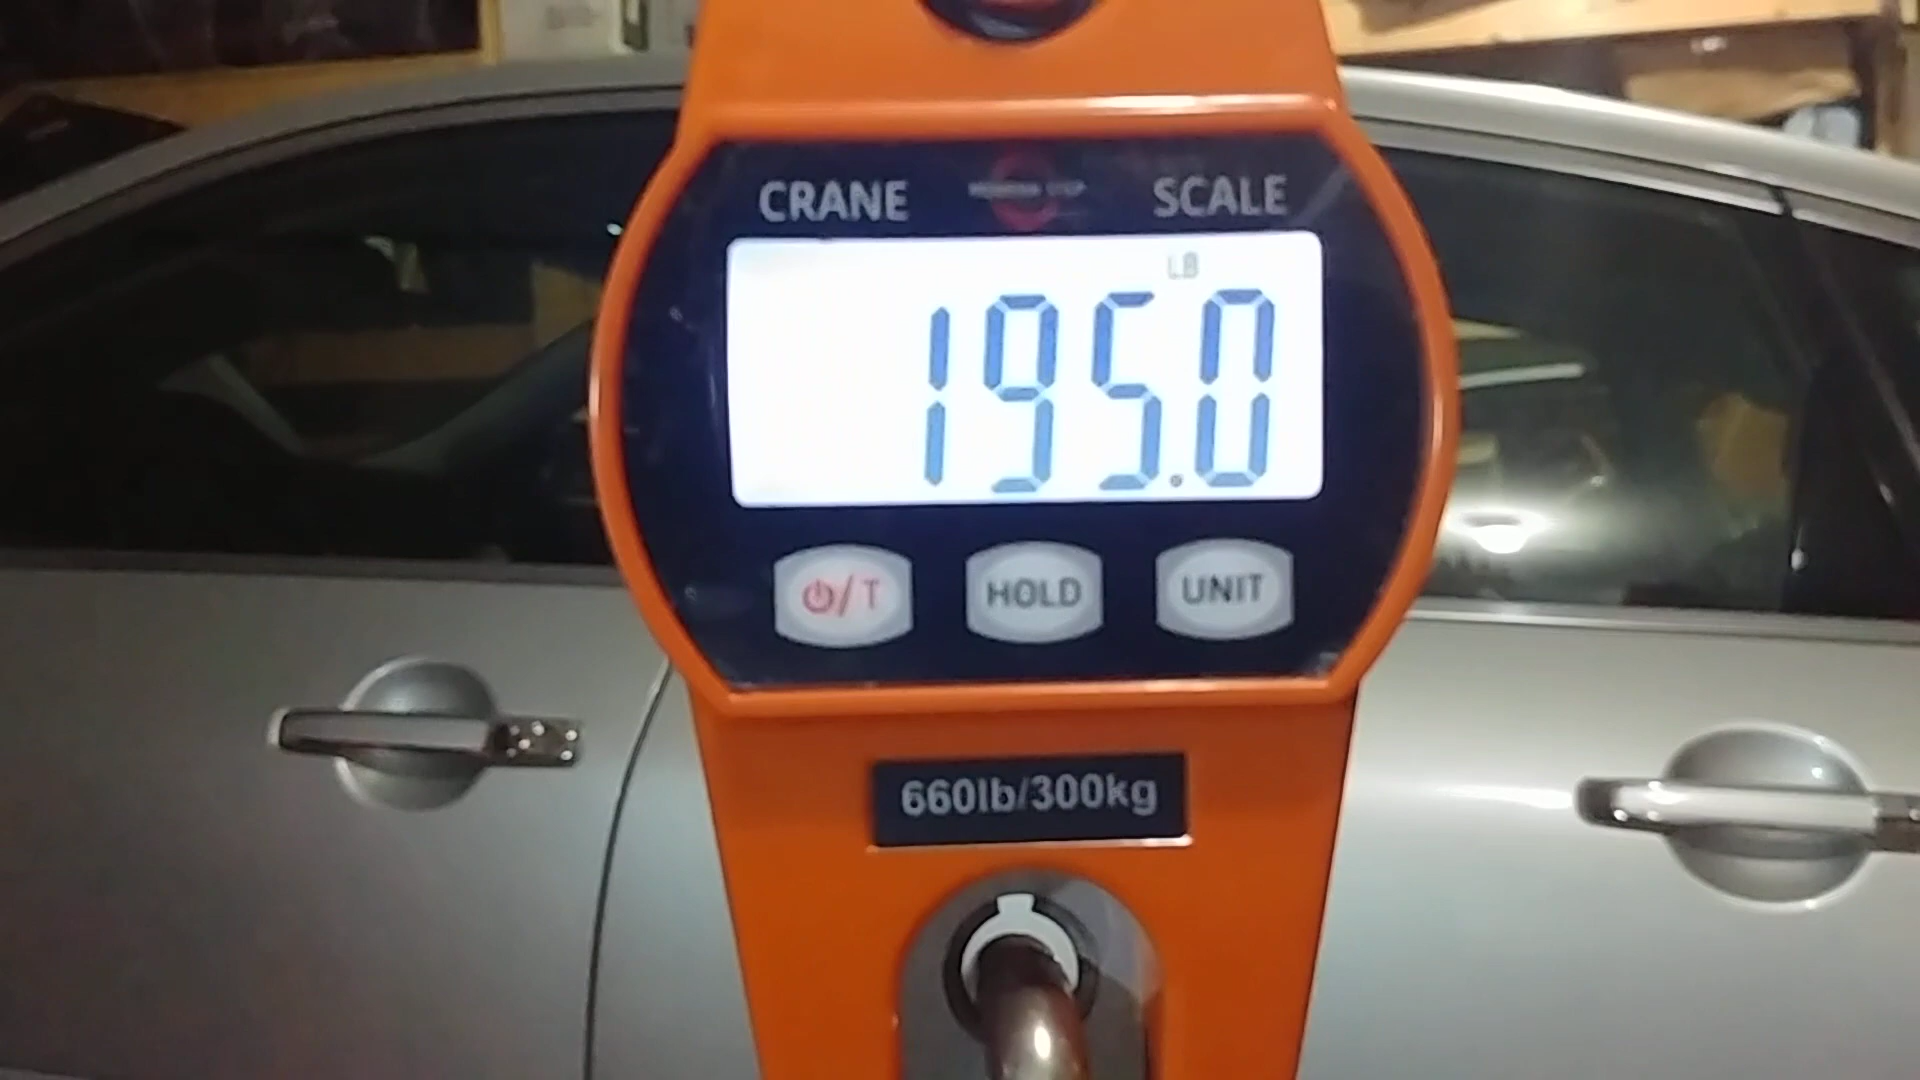 CRANE SCALE
LB
195.0
⏻/T HOLD UNIT
660lb/300kg